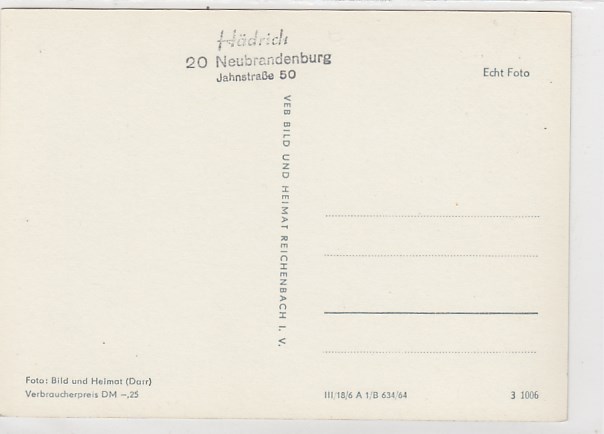 Hädrich
20 Neubrandenburg
Jahnstraße 50
Echt Foto
VEB BILD UND HEIMAT REICHENBACH I. V.
Foto: Bild und Heimat (Darr)
Verbraucherpreis DM -,25
III/18/6 A 1/B 634/64
3 1006